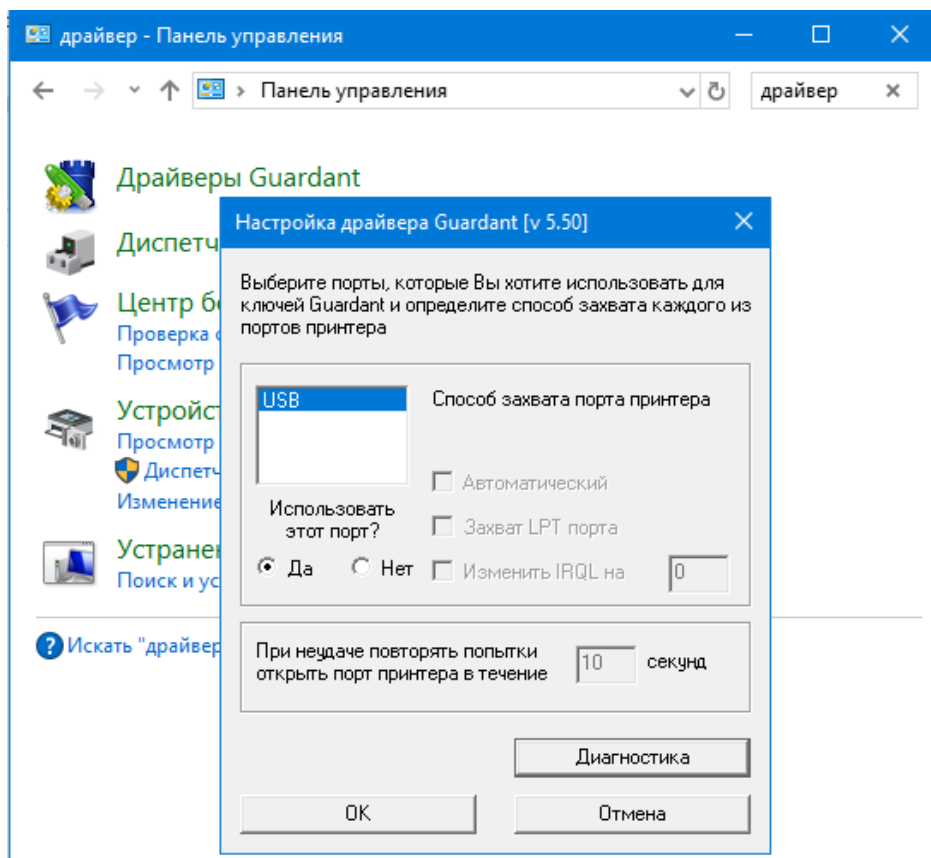 драйвер - Панель управления
Панель управления
драйвер
Драйверы Guardant
Настройка драйвера Guardant [v 5.50]
Выберите порты, которые Вы хотите использовать для
ключей Guardant и определите способ захвата каждого из
портов принтера
USB
Способ захвата порта принтера
Автоматический
Использовать
этот порт?
Захват LPT порта
Да
Нет
Изменить IRQL на
0
При неудаче повторять попытки
открыть порт принтера в течение
10
секунд
Диагностика
OK
Отмена
Диспетч
Центр б
Проверка
Просмотр
Устройст
Просмотр
Диспетч
Изменение
Устране
Поиск и ус
Искать "драйвер